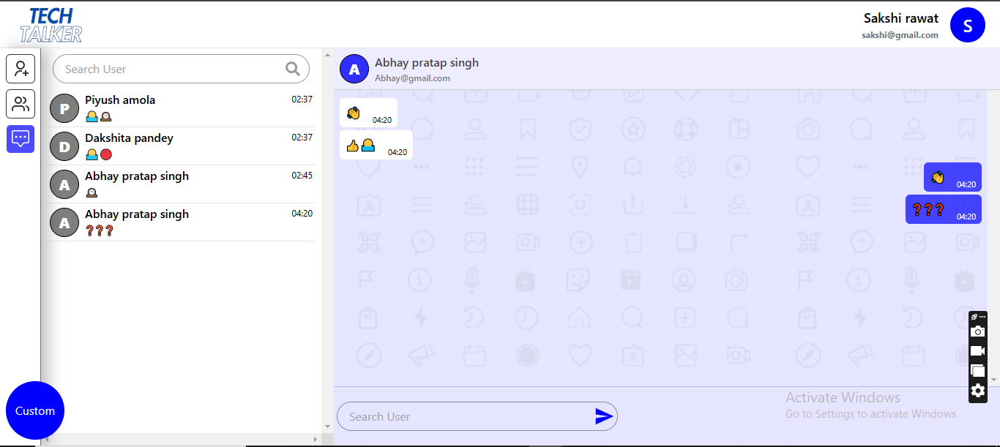 TECH
TALKER
Sakshi rawat
sakshi@gmail.com
S
Search User
P
Piyush amola
02:37
D
Dakshita pandey
02:37
A
Abhay pratap singh
02:45
A
Abhay pratap singh
04:20
❓❓❓
Custom
A
Abhay pratap singh
Abhay@gmail.com
04:20
04:20
04:20
❓❓❓
04:20
Search User
Activate Windows
Go to Settings to activate Windows.